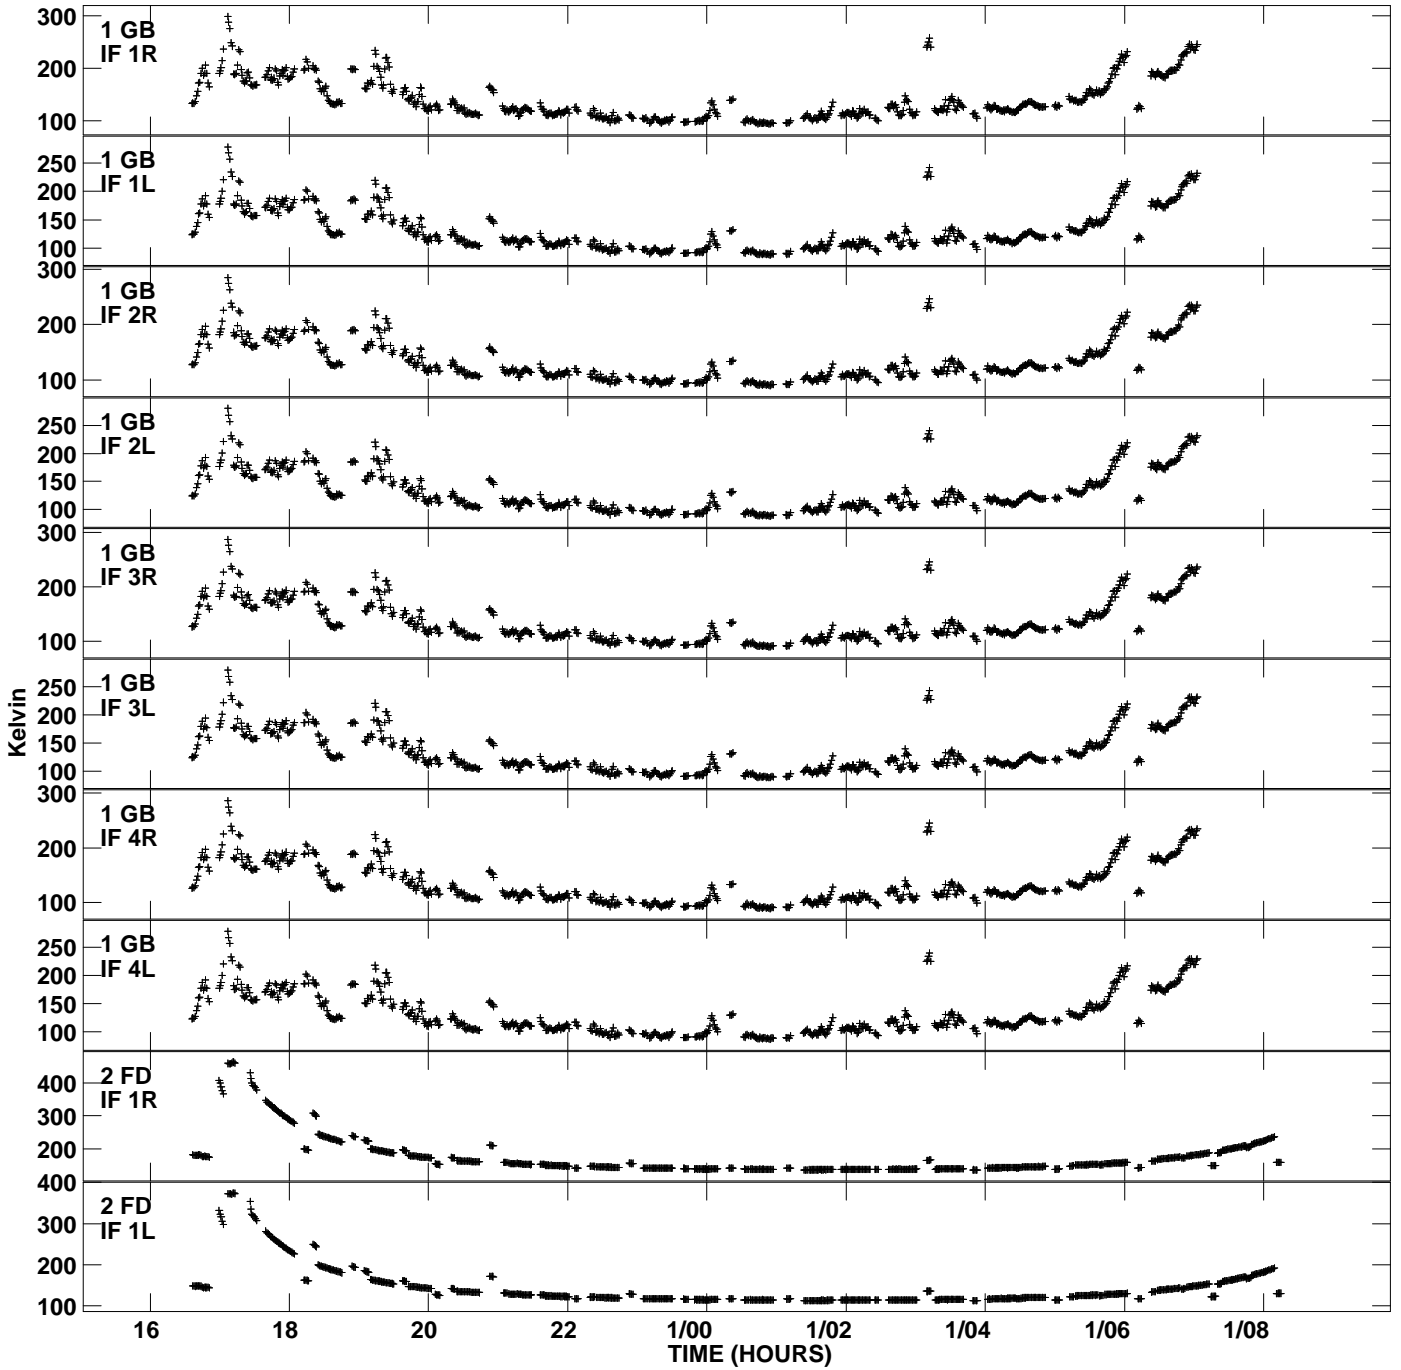 300
200
100
1 GB
IF 1R
250
200
150
100
1 GB
IF 1L
300
200
100
1 GB
IF 2R
250
200
150
100
1 GB
IF 2L
300
200
100
1 GB
IF 3R
250
200
150
100
1 GB
IF 3L
300
200
100
1 GB
IF 4R
250
200
150
100
1 GB
IF 4L
400
300
200
2 FD
IF 1R
400
300
200
100
2 FD
IF 1L
Kelvin
16 18 20 22 1/00 1/02 1/04 1/06 1/08
TIME (HOURS)